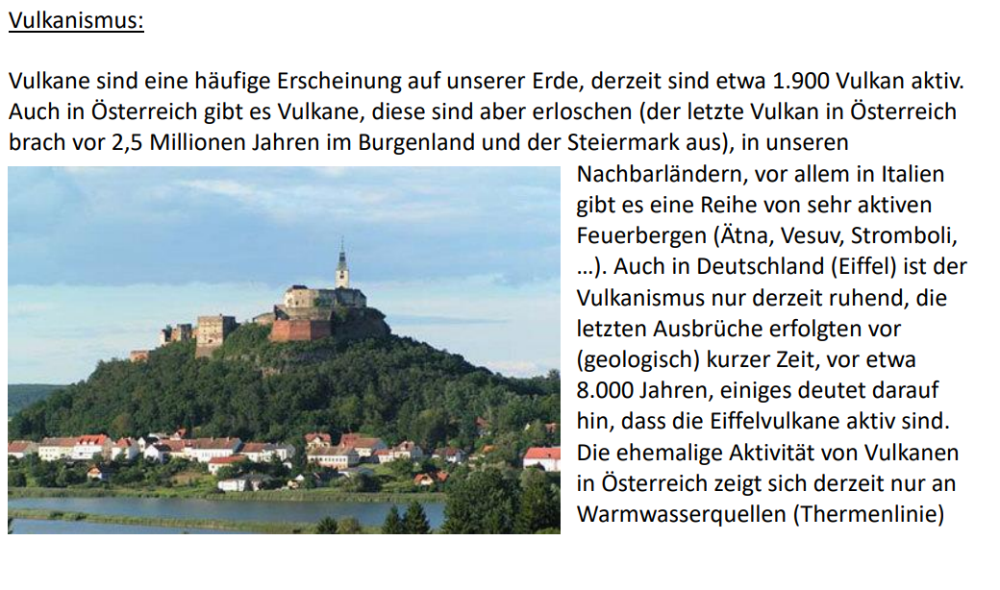 Vulkanismus:
Vulkane sind eine häufige Erscheinung auf unserer Erde, derzeit sind etwa 1.900 Vulkan aktiv.
Auch in Österreich gibt es Vulkane, diese sind aber erloschen (der letzte Vulkan in Österreich
brach vor 2,5 Millionen Jahren im Burgenland und der Steiermark aus), in unseren
Nachbarländern, vor allem in Italien
gibt es eine Reihe von sehr aktiven
Feuerbergen (Ätna, Vesuv, Stromboli,
…). Auch in Deutschland (Eiffel) ist der
Vulkanismus nur derzeit ruhend, die
letzten Ausbrüche erfolgten vor
(geologisch) kurzer Zeit, vor etwa
8.000 Jahren, einiges deutet darauf
hin, dass die Eiffelvulkane aktiv sind.
Die ehemalige Aktivität von Vulkanen
in Österreich zeigt sich derzeit nur an
Warmwasserquellen (Thermenlinie)